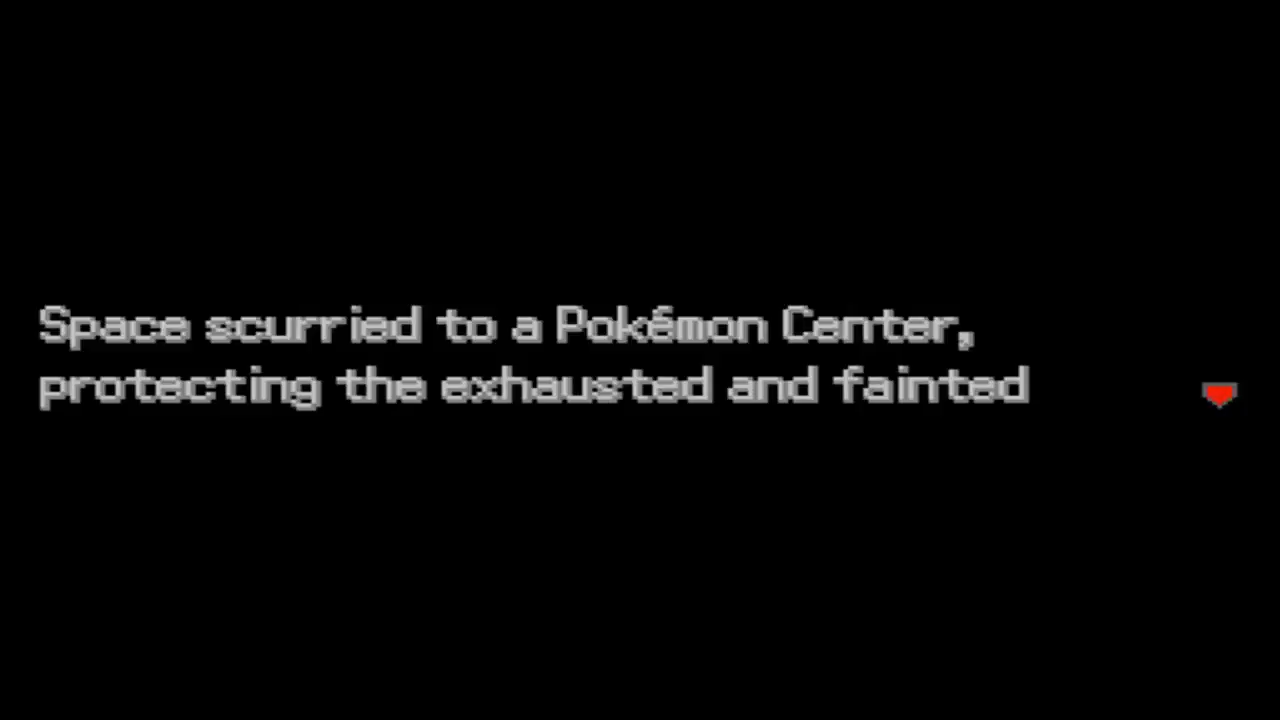 Space scurried to a Pokémon Center,
protecting the exhausted and fainted